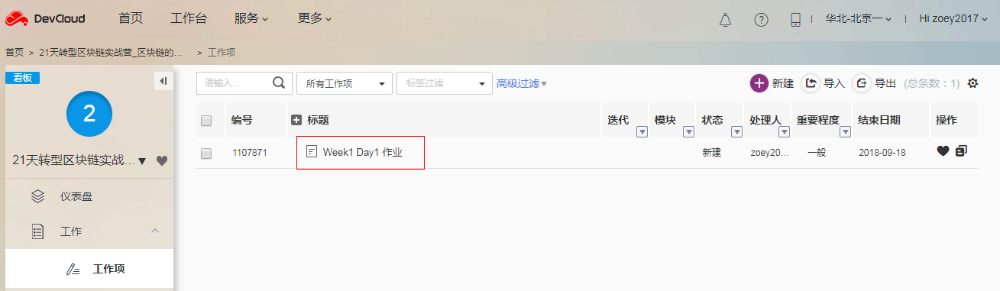 DevCloud 首页 工作台 服务 更多 华北-北京一 Hi zoey2017
首页 > 21天转型区块链实战营_区块链的... > 工作项
看板
2
21天转型区块链实战...
仪表盘
工作
工作项
请输入... 所有工作项 标签过滤 高级过滤 新建 导入 导出 (总条数：1)
编号 标题 迭代 模块 状态 处理人 重要程度 结束日期 操作
1107871 Week1 Day1 作业 新建 zoey20... 一般 2018-09-18